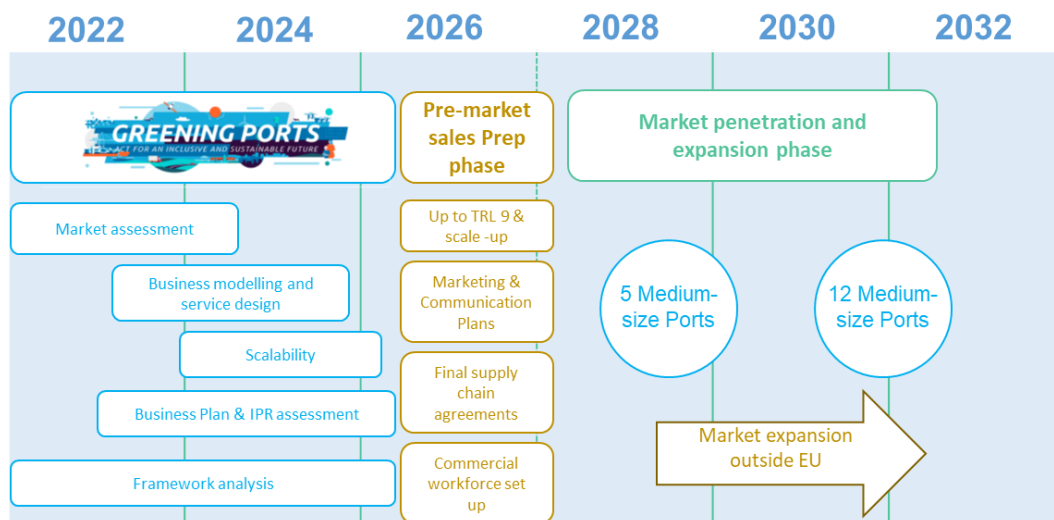 2022 2024 2026 2028 2030 2032
GREENING PORTS
ACT FOR AN INCLUSIVE AND SUSTAINABLE FUTURE
Pre-market
sales Prep
phase
Market penetration and
expansion phase
Market assessment
Up to TRL 9 &
scale -up
Business modelling and
service design
Marketing &
Communication
Plans
5 Medium-
size Ports
12 Medium-
size Ports
Scalability
Final supply
chain
agreements
Business Plan & IPR assessment
Market expansion
outside EU
Framework analysis
Commercial
workforce set
up